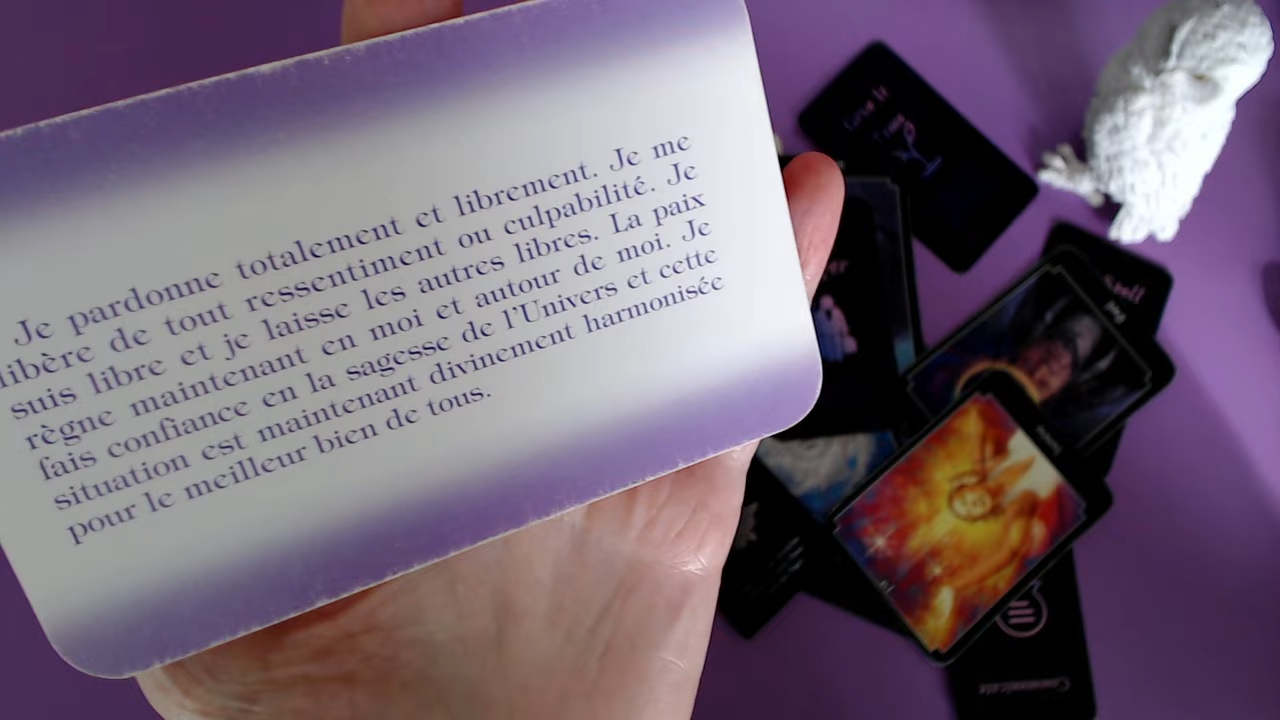 Je pardonne totalement et librement. Je me
libère de tout ressentiment ou culpabilité. Je
suis libre et je laisse les autres libres. La paix
règne maintenant en moi et autour de moi. Je
fais confiance en la sagesse de l'Univers et cette
situation est maintenant divinement harmonisée
pour le meilleur bien de tous.